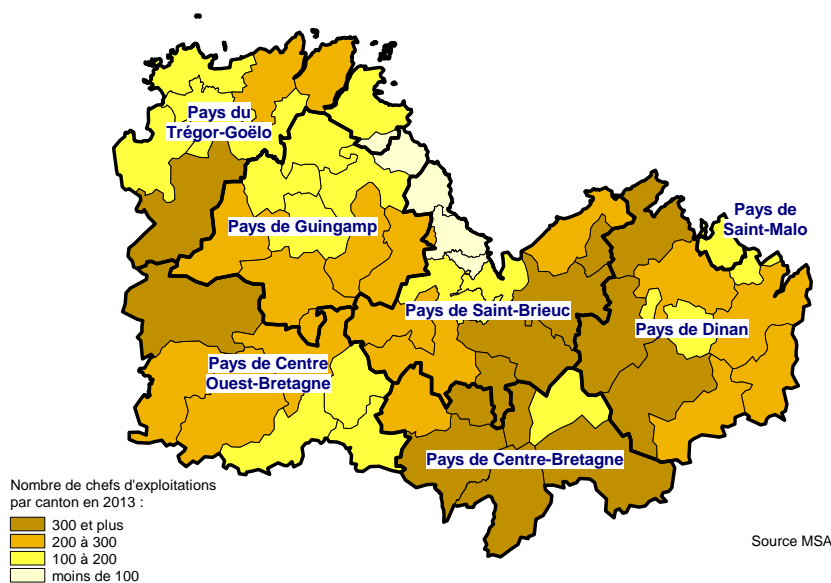 Pays du
Trégor-Goëlo
Pays de
Saint-Malo
Pays de Guingamp
Pays de Saint-Brieuc
Pays de Dinan
Pays de Centre
Ouest-Bretagne
Pays de Centre-Bretagne
Nombre de chefs d'exploitations
par canton en 2013 :
300 et plus
200 à 300
100 à 200
moins de 100
Source MSA